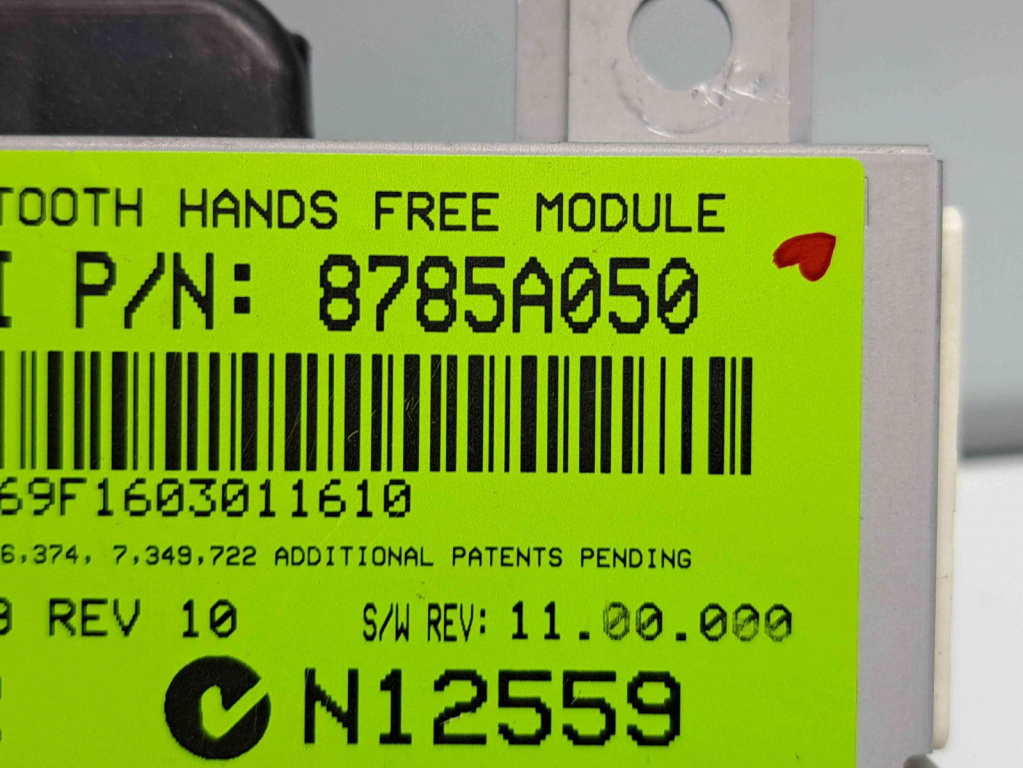 TOOTH HANDS FREE MODULE
I P/N: 8785A050
69F1603011610
6,374, 7,349,722 ADDITIONAL PATENTS PENDING
REV 10 S/W REV: 11.00.000
N12559